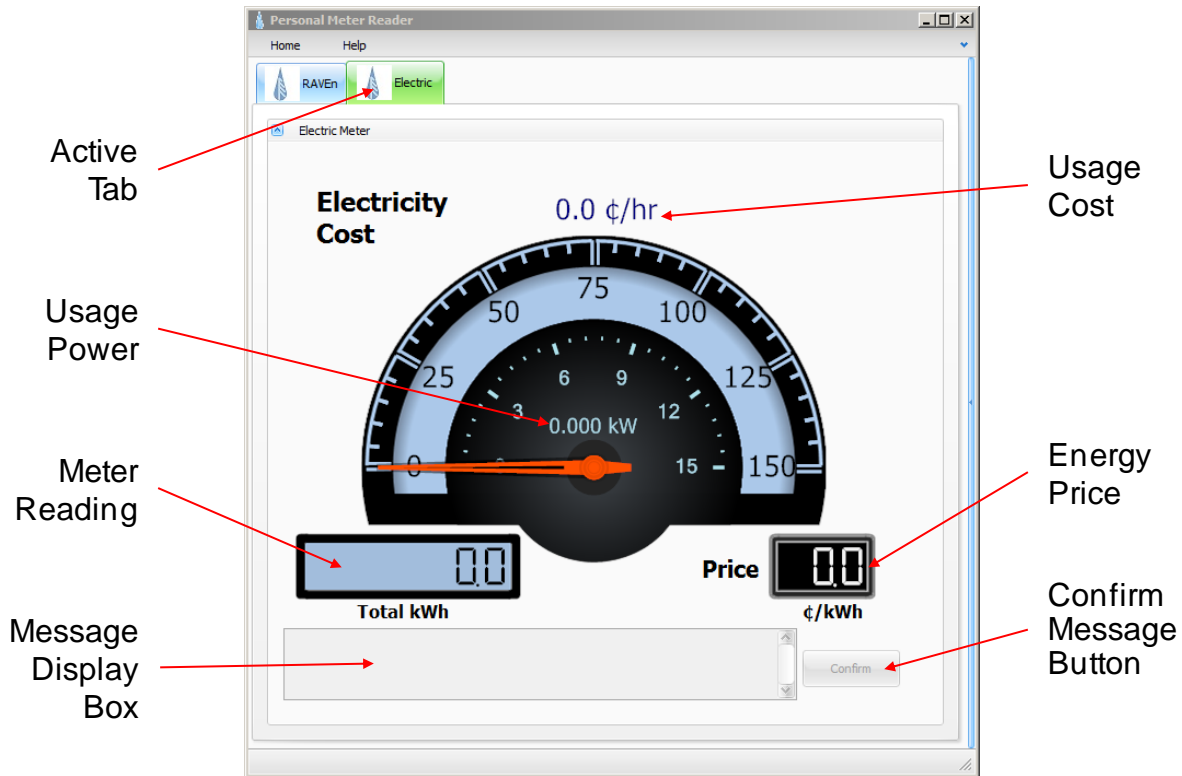 Personal Meter Reader
Home Help
RAVEn Electric
Electric Meter
Active
Tab
Electricity
Cost
0.0 ¢/hr
Usage
Cost
Usage
Power
0 25 50 75 100 125 150
0 3 6 9 12 15
0.000 kW
Meter
Reading
0.0
Total kWh
Price
0.0
¢/kWh
Energy
Price
Message
Display
Box
Confirm
Confirm
Message
Button